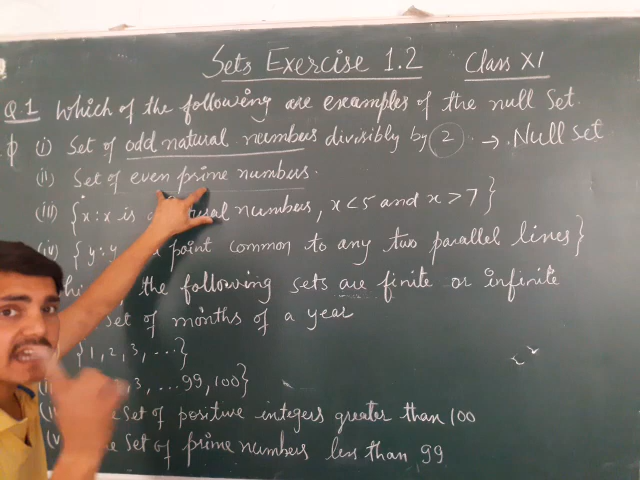 Sets Exercise 1.2 Class XI
Q.1 Which of the following are examples of the null set.
φ (i) Set of odd natural numbers divisibly by 2. → Null set
(ii) Set of even prime numbers.
(iii) {x : x is natural numbers, x < 5 and x > 7}
{y : y point common to any two parallel lines}
the following sets are finite or infinite
set of months of a year
{1, 2, 3, ...}
3, ... 99, 100}
set of positive integers greater than 100
set of prime numbers less than 99